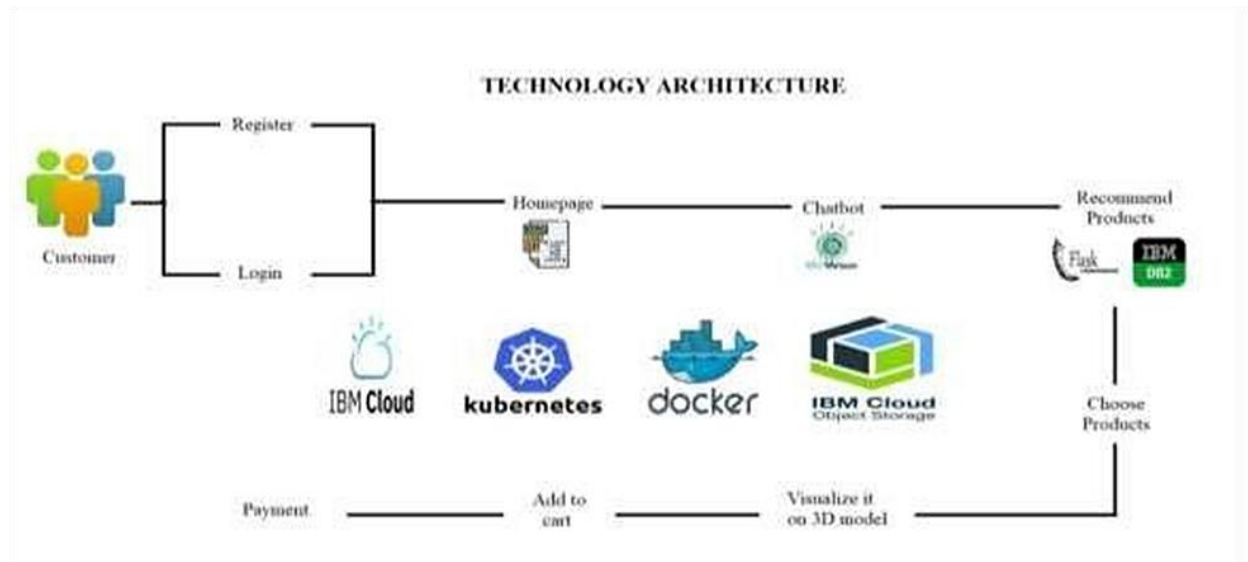 TECHNOLOGY ARCHITECTURE
Register
Customer
Login
Homepage
Chatbot
Recommend
Products
Flask
IBM
DB2
IBM Cloud
kubernetes
docker
IBM Cloud
Object Storage
Choose
Products
Visualize it
on 3D model
Add to
cart
Payment